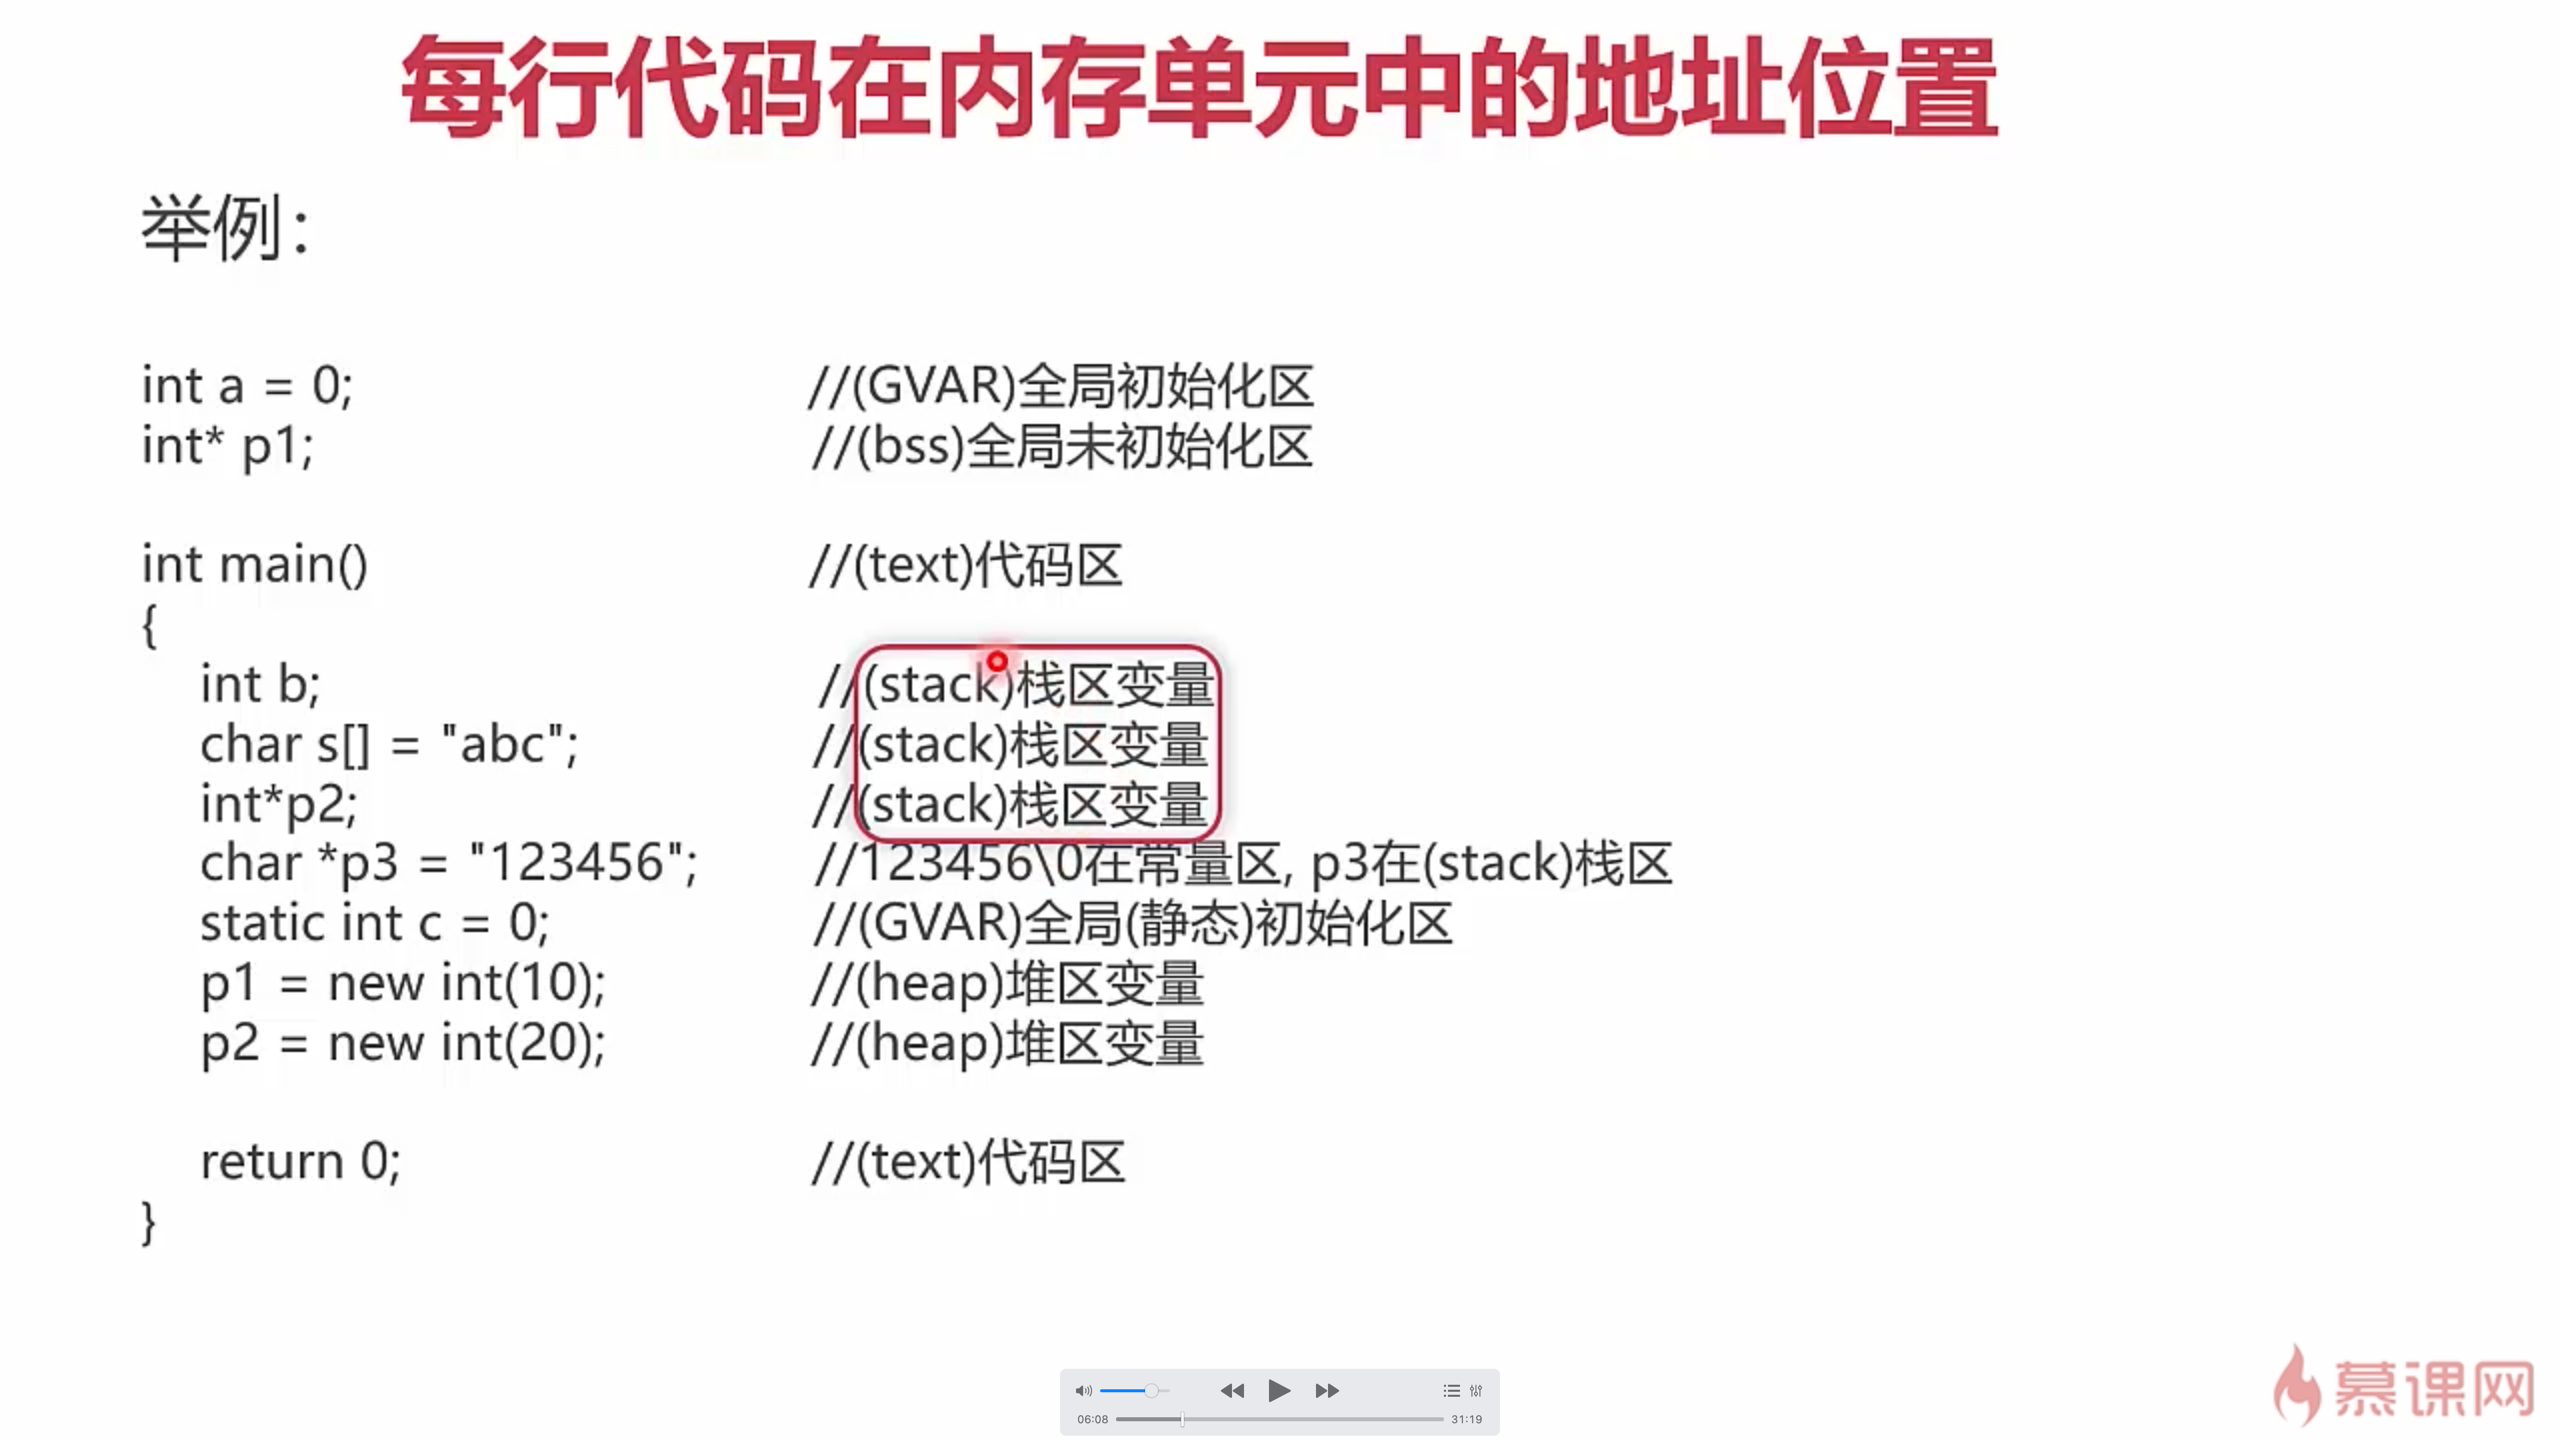 每行代码在内存单元中的地址位置
举例：
int a = 0; //(GVAR)全局初始化区
int* p1; //(bss)全局未初始化区
int main() //(text)代码区
{
int b; //(stack)栈区变量
char s[] = "abc"; //(stack)栈区变量
int*p2; //(stack)栈区变量
char *p3 = "123456"; //123456\0在常量区, p3在(stack)栈区
static int c = 0; //(GVAR)全局(静态)初始化区
p1 = new int(10); //(heap)堆区变量
p2 = new int(20); //(heap)堆区变量
return 0; //(text)代码区
}
06:08 31:19
慕课网